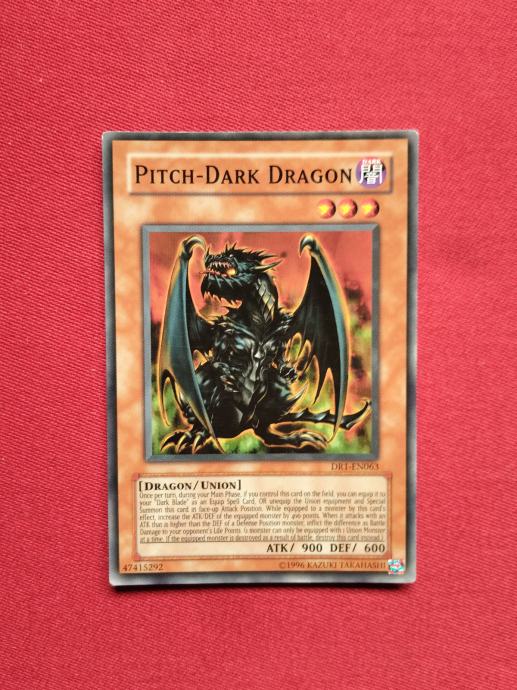 PITCH-DARK DRAGON
DARK
闇
DR1-EN063
[DRAGON/UNION]
Once per turn, during your Main Phase, if you control this card on the field, you can equip it to
your "Dark Blade" as an Equip Spell Card, OR unequip the Union equipment and Special
Summon this card in face-up Attack Position. While equipped to a monster by this card's
effect, increase the ATK/DEF of the equipped monster by 400 points. When it attacks with an
ATK that is higher than the DEF of a Defense Position monster, inflict the difference as Battle
Damage to your opponent's Life Points. (1 monster can only be equipped with 1 Union Monster
at a time. If the equipped monster is destroyed as a result of battle, destroy this card instead.)
ATK/ 900 DEF/ 600
47415292
©1996 KAZUKI TAKAHASHI